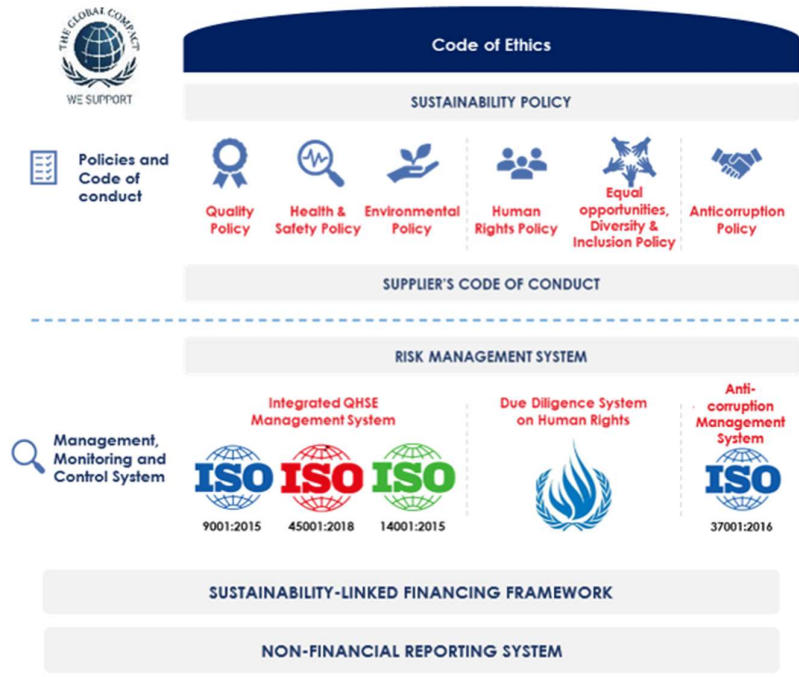 THE GLOBAL COMPACT
WE SUPPORT
Code of Ethics
SUSTAINABILITY POLICY
Policies and
Code of
conduct
Quality
Policy
Health &
Safety Policy
Environmental
Policy
Human
Rights Policy
Equal
opportunities,
Diversity &
Inclusion Policy
Anticorruption
Policy
SUPPLIER'S CODE OF CONDUCT
RISK MANAGEMENT SYSTEM
Management,
Monitoring and
Control System
Integrated QHSE
Management System
ISO
9001:2015
ISO
45001:2018
ISO
14001:2015
Due Diligence System
on Human Rights
Anti-
corruption
Management
System
ISO
37001:2016
SUSTAINABILITY-LINKED FINANCING FRAMEWORK
NON-FINANCIAL REPORTING SYSTEM